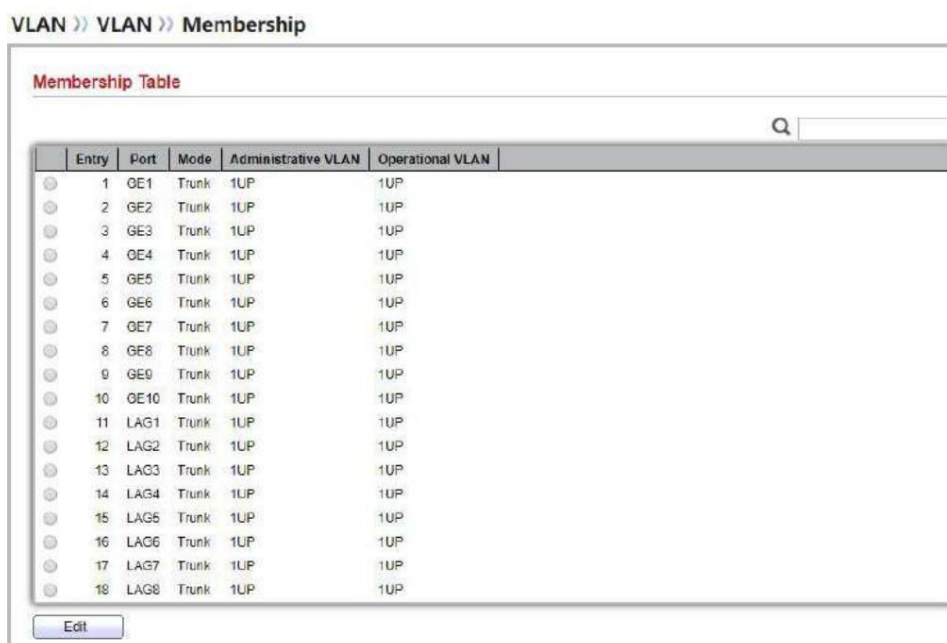 VLAN 》 VLAN 》 Membership
Membership Table
Entry Port Mode Administrative VLAN Operational VLAN
1 GE1 Trunk 1UP 1UP
2 GE2 Trunk 1UP 1UP
3 GE3 Trunk 1UP 1UP
4 GE4 Trunk 1UP 1UP
5 GE5 Trunk 1UP 1UP
6 GE6 Trunk 1UP 1UP
7 GE7 Trunk 1UP 1UP
8 GE8 Trunk 1UP 1UP
9 GE9 Trunk 1UP 1UP
10 GE10 Trunk 1UP 1UP
11 LAG1 Trunk 1UP 1UP
12 LAG2 Trunk 1UP 1UP
13 LAG3 Trunk 1UP 1UP
14 LAG4 Trunk 1UP 1UP
15 LAG5 Trunk 1UP 1UP
16 LAG6 Trunk 1UP 1UP
17 LAG7 Trunk 1UP 1UP
18 LAG8 Trunk 1UP 1UP
Edit